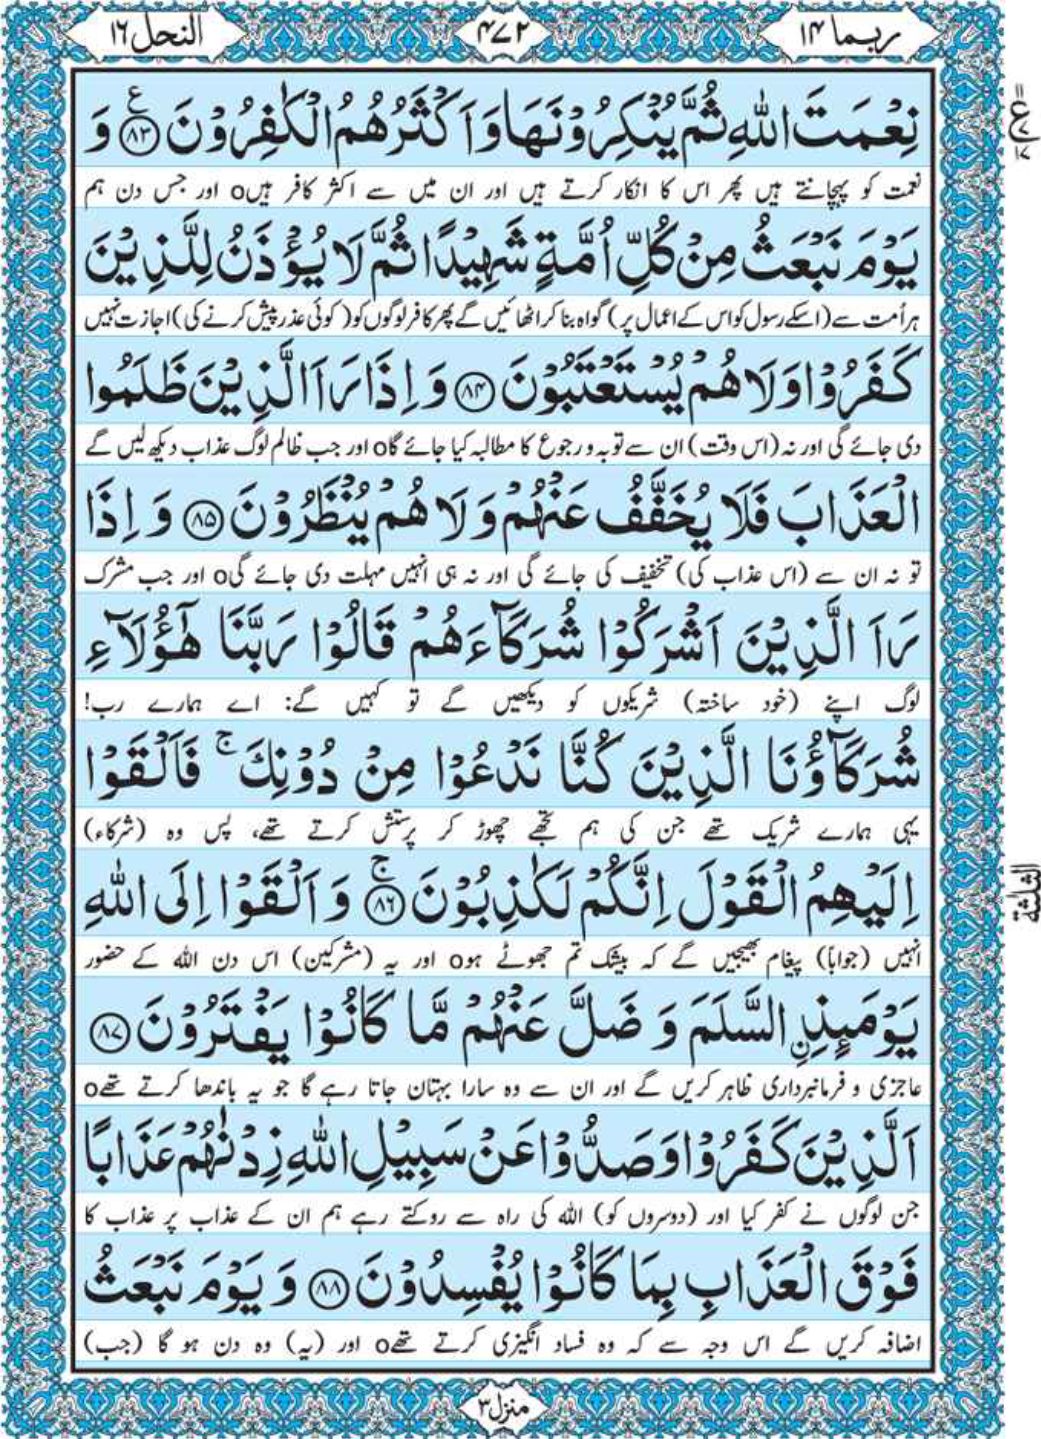 ربما ١٤
٤٧٢
النحل ١٦
نِعْمَتَ اللّٰهِ ثُمَّ يُنْكِرُوْنَهَا وَاَكْثَرُهُمُ الْكٰفِرُوْنَ ﴿٨٣﴾ وَ
نعمت کو پہچانتے ہیں پھر اس کا انکار کرتے ہیں اور ان میں سے اکثر کافر ہیںo اور جس دن ہم
يَوْمَ نَبْعَثُ مِنْ كُلِّ اُمَّةٍ شَهِيْدًا ثُمَّ لَا يُؤْذَنُ لِلَّذِيْنَ
ہر اُمت سے (اسکے رسول کو اس کے اعمال پر) گواہ بنا کر اٹھائیں گے پھر کافر لوگوں کو (کوئی عذر پیش کرنے کی) اجازت نہیں
كَفَرُوْا وَلَا هُمْ يُسْتَعْتَبُوْنَ ﴿٨٤﴾ وَ اِذَا رَاَ الَّذِيْنَ ظَلَمُوا
دی جائے گی اور نہ (اس وقت) ان سے توبہ و رجوع کا مطالبہ کیا جائے گاo اور جب ظالم لوگ عذاب دیکھ لیں گے
الْعَذَابَ فَلَا يُخَفَّفُ عَنْهُمْ وَلَا هُمْ يُنْظَرُوْنَ ﴿٨٥﴾ وَ اِذَا
تو نہ ان سے (اس عذاب کی) تخفیف کی جائے گی اور نہ ہی انہیں مہلت دی جائے گیo اور جب مشرک
رَاَ الَّذِيْنَ اَشْرَكُوْا شُرَكَآءَهُمْ قَالُوْا رَبَّنَا هٰٓؤُلَآءِ
لوگ اپنے (خود ساختہ) شریکوں کو دیکھیں گے تو کہیں گے: اے ہمارے رب!
شُرَكَآؤُنَا الَّذِيْنَ كُنَّا نَدْعُوْا مِنْ دُوْنِكَ ۚ فَاَلْقَوْا
یہی ہمارے شریک تھے جن کی ہم تجھے چھوڑ کر پرستش کرتے تھے، پس وہ (شرکاء)
اِلَيْهِمُ الْقَوْلَ اِنَّكُمْ لَكٰذِبُوْنَ ۚ﴿٨٦﴾ وَ اَلْقَوْا اِلَى اللّٰهِ
انہیں (جواباً) پیغام بھیجیں گے کہ بیشک تم جھوٹے ہوo اور یہ (مشرکین) اس دن اللہ کے حضور
يَوْمَىِٕذِ ِ۟السَّلَمَ وَ ضَلَّ عَنْهُمْ مَّا كَانُوْا يَفْتَرُوْنَ ﴿٨٧﴾
عاجزی و فرمانبرداری ظاہر کریں گے اور ان سے وہ سارا بہتان جاتا رہے گا جو یہ باندھا کرتے تھےo
اَلَّذِيْنَ كَفَرُوْا وَصَدُّوْا عَنْ سَبِيْلِ اللّٰهِ زِدْنٰهُمْ عَذَابًا
جن لوگوں نے کفر کیا اور (دوسروں کو) اللہ کی راہ سے روکتے رہے ہم ان کے عذاب پر عذاب کا
فَوْقَ الْعَذَابِ بِمَا كَانُوْا يُفْسِدُوْنَ ﴿٨٨﴾ وَ يَوْمَ نَبْعَثُ
اضافہ کریں گے اس وجہ سے کہ وہ فساد انگیزی کرتے تھےo اور (یہ) وہ دن ہو گا (جب)
منزل ٣
الثلثة